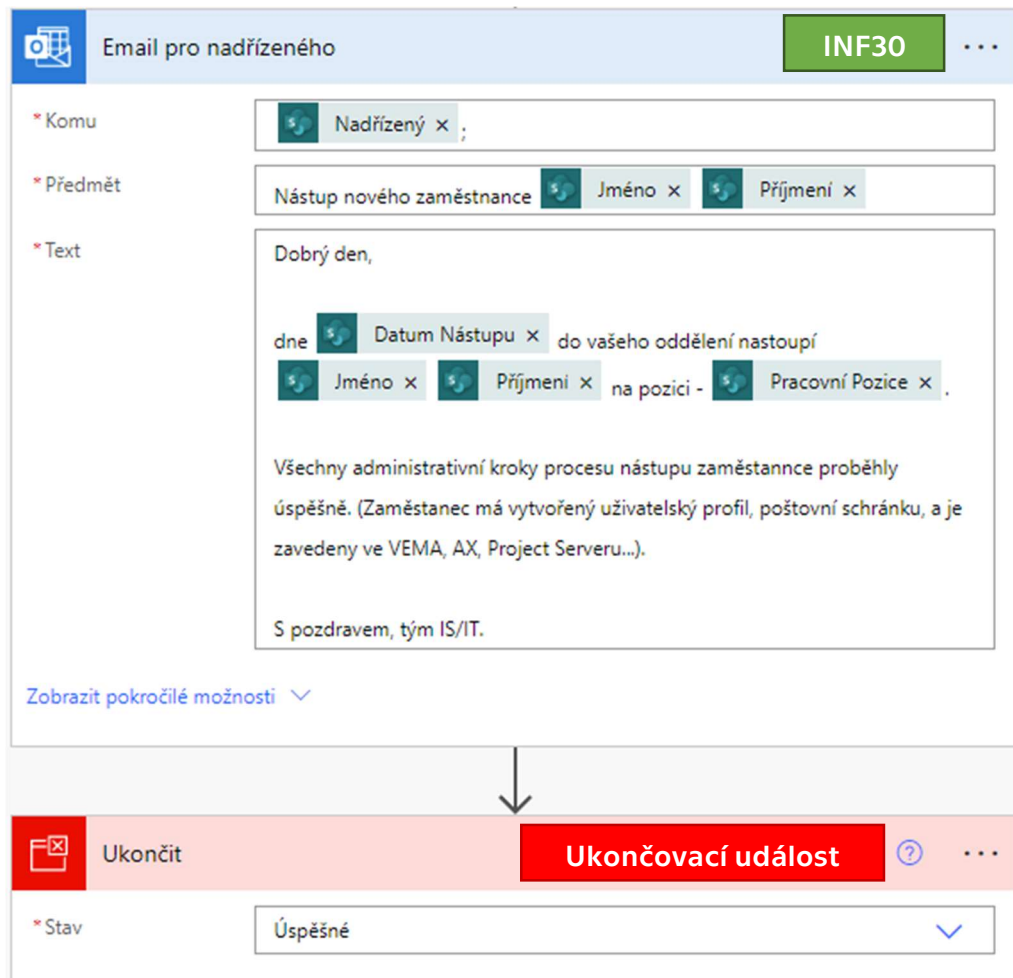 Email pro nadřízeného
INF30
* Komu
Nadřízený × ;
* Předmět
Nástup nového zaměstnance Jméno × Příjmení ×
* Text
Dobrý den,
dne Datum Nástupu × do vašeho oddělení nastoupí
Jméno × Příjmení × na pozici - Pracovní Pozice × .
Všechny administrativní kroky procesu nástupu zaměstannce proběhly
úspěšně. (Zaměstanec má vytvořený uživatelský profil, poštovní schránku, a je
zavedeny ve VEMA, AX, Project Serveru...).
S pozdravem, tým IS/IT.
Zobrazit pokročilé možnosti
Ukončit
Ukončovací událost
* Stav
Úspěšné